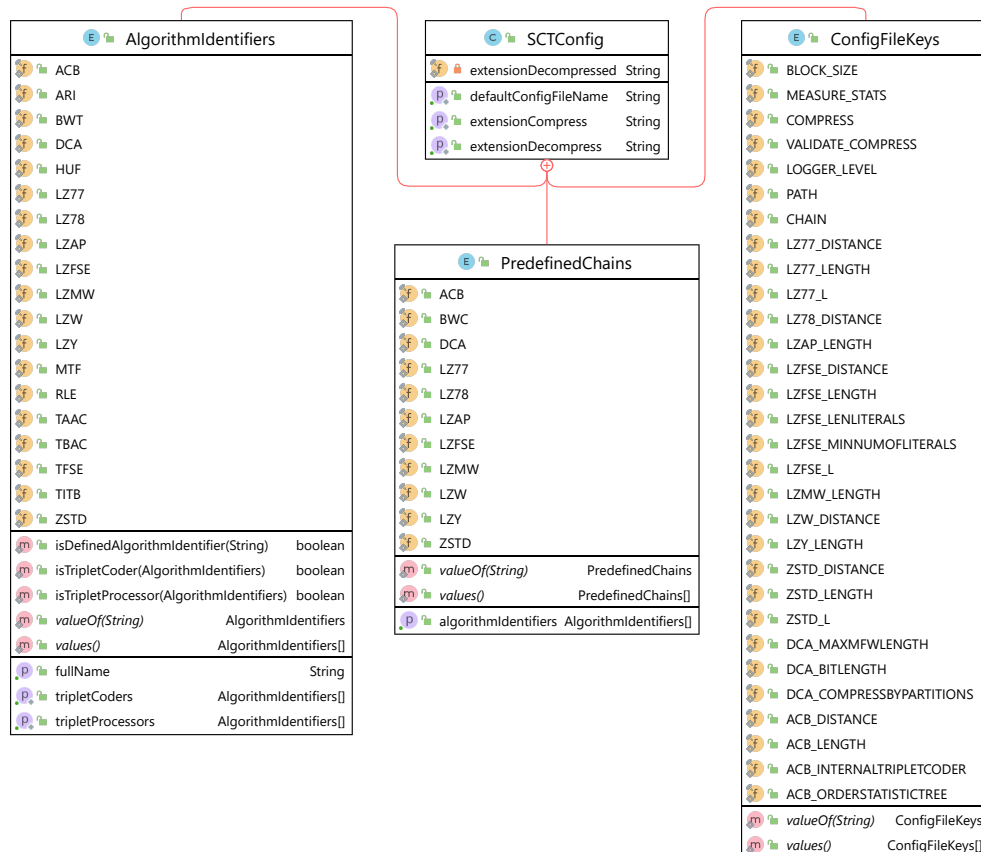 AlgorithmIdentifiers
ACB
ARI
BWT
DCA
HUF
LZ77
LZ78
LZAP
LZFSE
LZMW
LZW
LZY
MTF
RLE
TAAC
TBAC
TFSE
TITB
ZSTD
isDefinedAlgorithmIdentifier(String) boolean
isTripletCoder(AlgorithmIdentifiers) boolean
isTripletProcessor(AlgorithmIdentifiers) boolean
valueOf(String) AlgorithmIdentifiers
values() AlgorithmIdentifiers[]
fullName String
tripletCoders AlgorithmIdentifiers[]
tripletProcessors AlgorithmIdentifiers[]
SCTConfig
extensionDecompressed String
defaultConfigFileName String
extensionCompress String
extensionDecompress String
PredefinedChains
ACB
BWC
DCA
LZ77
LZ78
LZAP
LZFSE
LZMW
LZW
LZY
ZSTD
valueOf(String) PredefinedChains
values() PredefinedChains[]
algorithmIdentifiers AlgorithmIdentifiers[]
ConfigFileKeys
BLOCK_SIZE
MEASURE_STATS
COMPRESS
VALIDATE_COMPRESS
LOGGER_LEVEL
PATH
CHAIN
LZ77_DISTANCE
LZ77_LENGTH
LZ77_L
LZ78_DISTANCE
LZAP_LENGTH
LZFSE_DISTANCE
LZFSE_LENGTH
LZFSE_LENLITERALS
LZFSE_MINNUMOFLITERALS
LZFSE_L
LZMW_LENGTH
LZW_DISTANCE
LZY_LENGTH
ZSTD_DISTANCE
ZSTD_LENGTH
ZSTD_L
DCA_MAXMFWLENGTH
DCA_BITLENGTH
DCA_COMPRESSBYPARTITIONS
ACB_DISTANCE
ACB_LENGTH
ACB_INTERNALTRIPLETCODER
ACB_ORDERSTATISTICTREE
valueOf(String) ConfigFileKeys
values() ConfigFileKeys[]